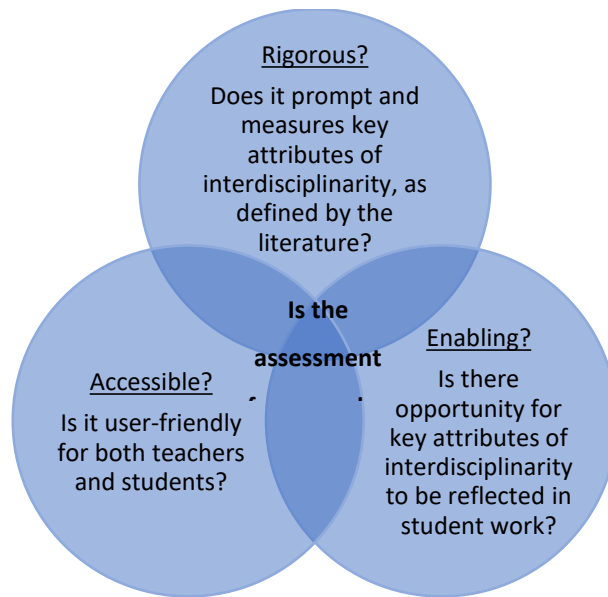 Rigorous?
Does it prompt and
measures key
attributes of
interdisciplinarity, as
defined by the
literature?
Is the
assessment
Accessible?
Is it user-friendly
for both teachers
and students?
Enabling?
Is there
opportunity for
key attributes of
interdisciplinarity
to be reflected in
student work?